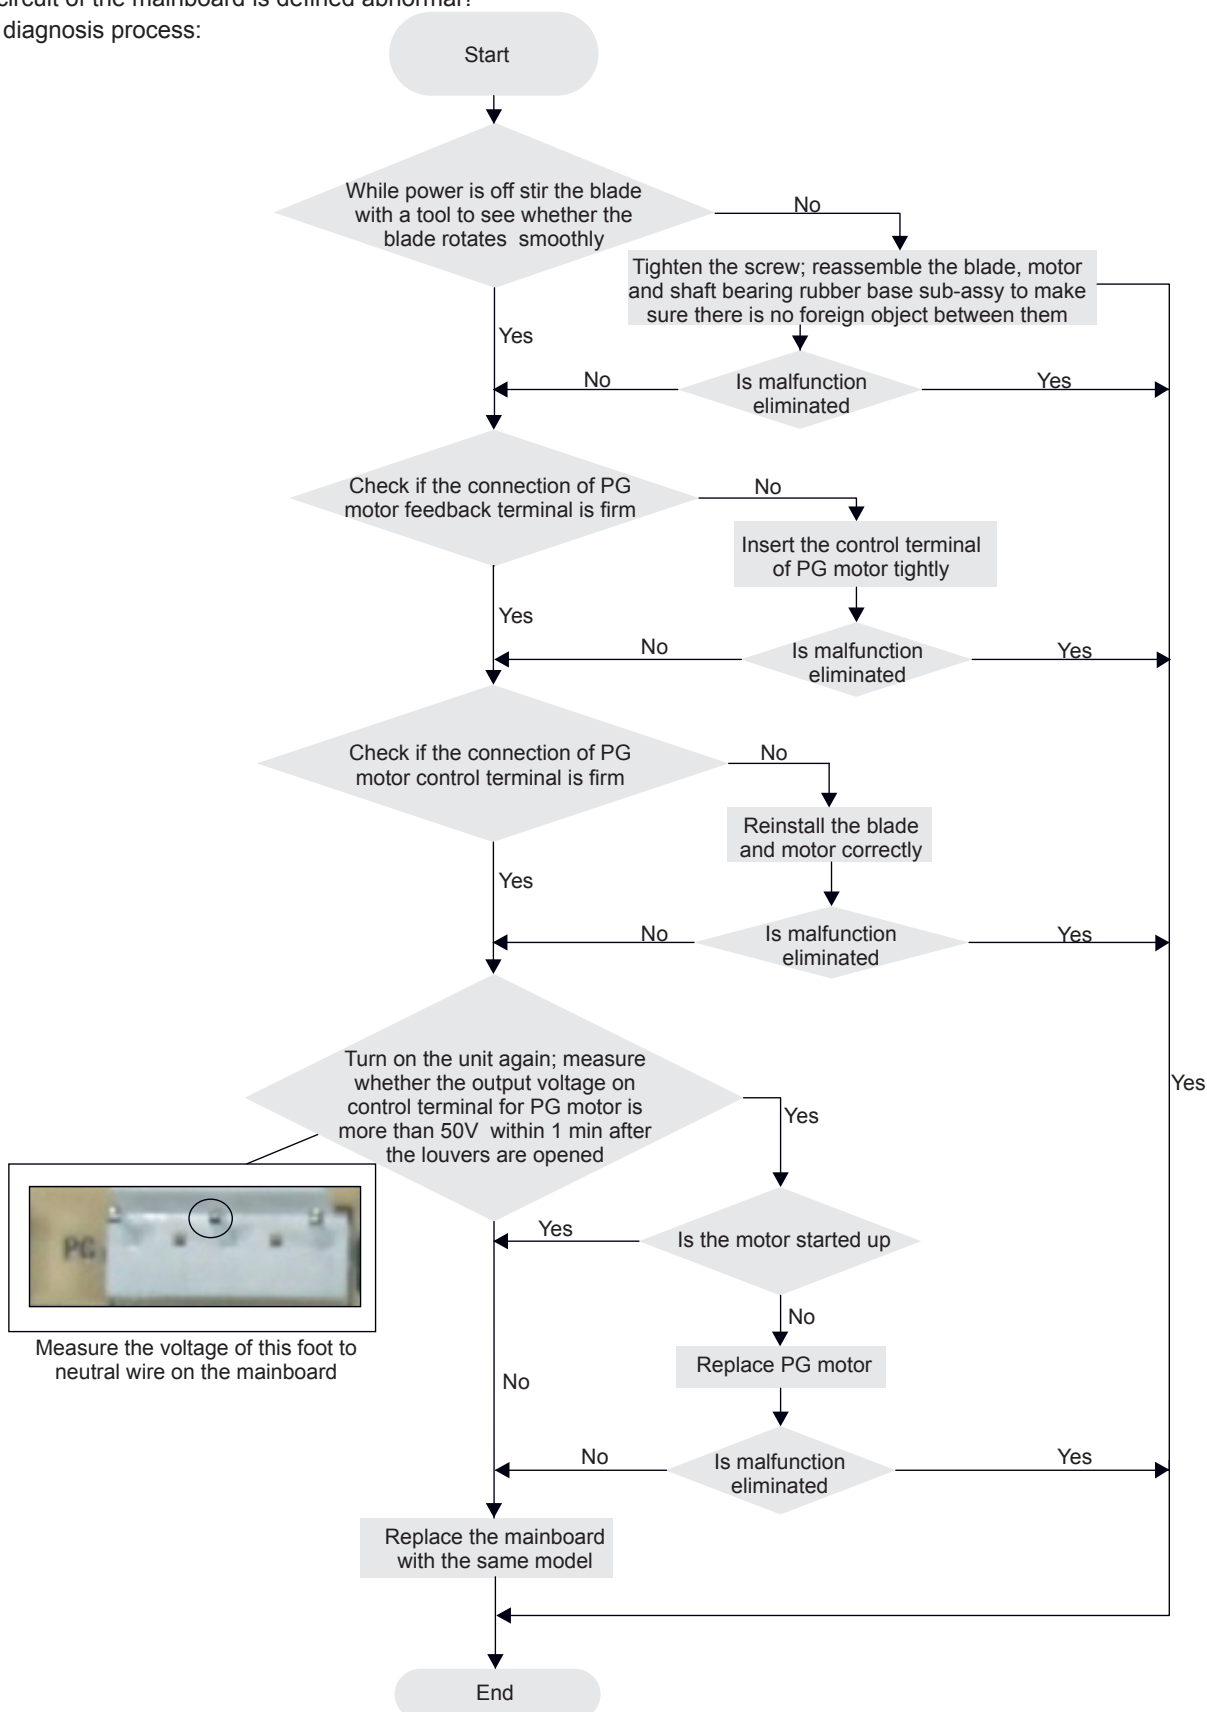 circuit of the mainboard is defined abnormal?
diagnosis process:
Start
While power is off stir the blade
with a tool to see whether the
blade rotates smoothly
No
Tighten the screw; reassemble the blade, motor
and shaft bearing rubber base sub-assy to make
sure there is no foreign object between them
Yes
No
Is malfunction
eliminated
Yes
Check if the connection of PG
motor feedback terminal is firm
No
Insert the control terminal
of PG motor tightly
Yes
No
Is malfunction
eliminated
Yes
Check if the connection of PG
motor control terminal is firm
No
Reinstall the blade
and motor correctly
Yes
No
Is malfunction
eliminated
Yes
Turn on the unit again; measure
whether the output voltage on
control terminal for PG motor is
more than 50V within 1 min after
the louvers are opened
Yes
Yes
PG
Measure the voltage of this foot to
neutral wire on the mainboard
Yes
Is the motor started up
No
Replace PG motor
No
No
Is malfunction
eliminated
Yes
Replace the mainboard
with the same model
End